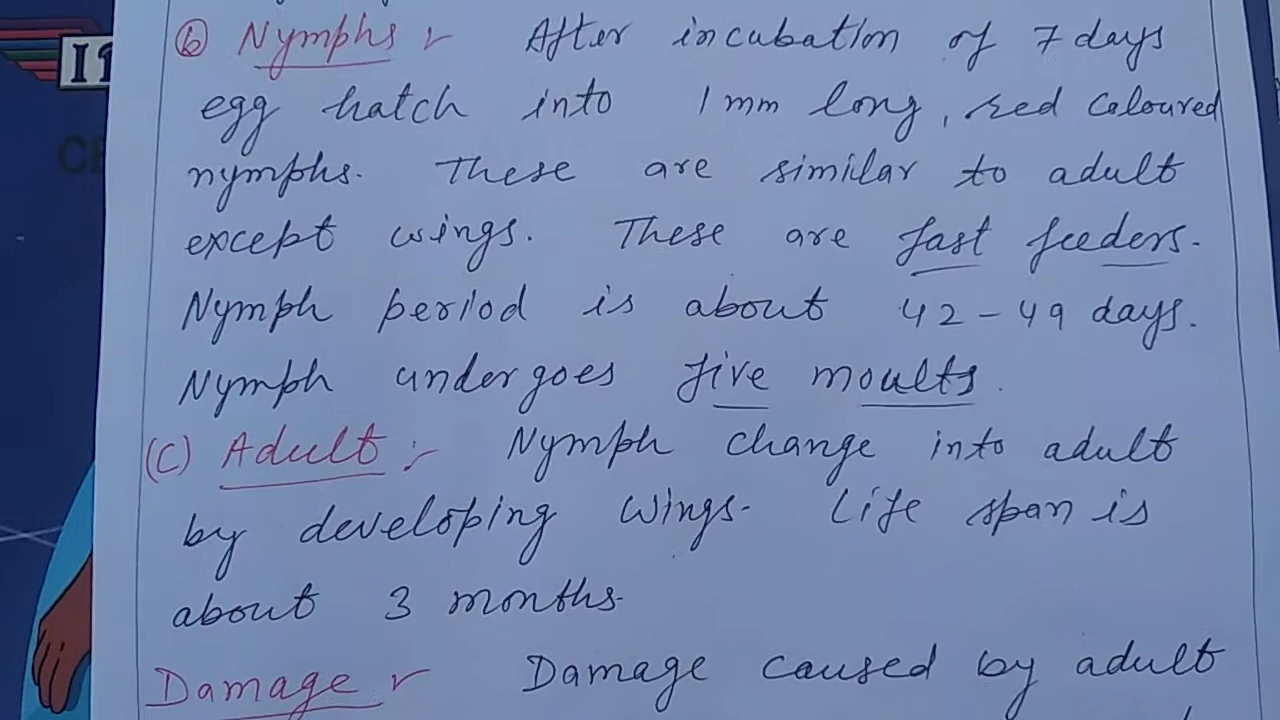 (b) Nymphs :- After incubation of 7 days
egg hatch into 1 mm long, red coloured
nymphs. These are similar to adult
except wings. These are fast feeders.
Nymph period is about 42-49 days.
Nymph undergoes five moults.
(C) Adult :- Nymph change into adult
by developing wings. Life span is
about 3 months.
Damage :- Damage caused by adult